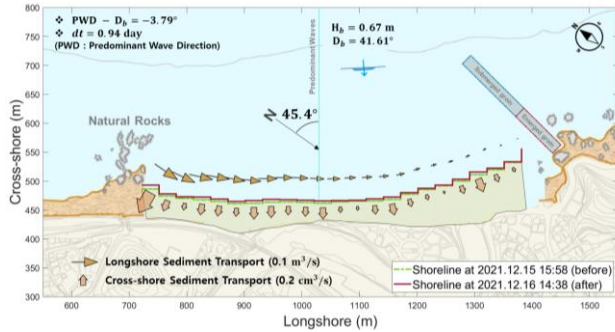 ❖ PWD − D_b = −3.79°
❖ dt = 0.94 day
(PWD : Predominant Wave Direction)
H_b = 0.67 m
D_b = 41.61°
Predominant Waves
N 45.4°
Natural Rocks
Submerged groin
Emerged groin
Longshore Sediment Transport (0.1 m³/s)
Cross-shore Sediment Transport (0.2 cm³/s)
Shoreline at 2021.12.15 15:58 (before)
Shoreline at 2021.12.16 14:38 (after)
Cross-shore (m)
800
750
700
650
600
550
500
450
400
350
300
600 700 800 900 1000 1100 1200 1300 1400 1500
Longshore (m)